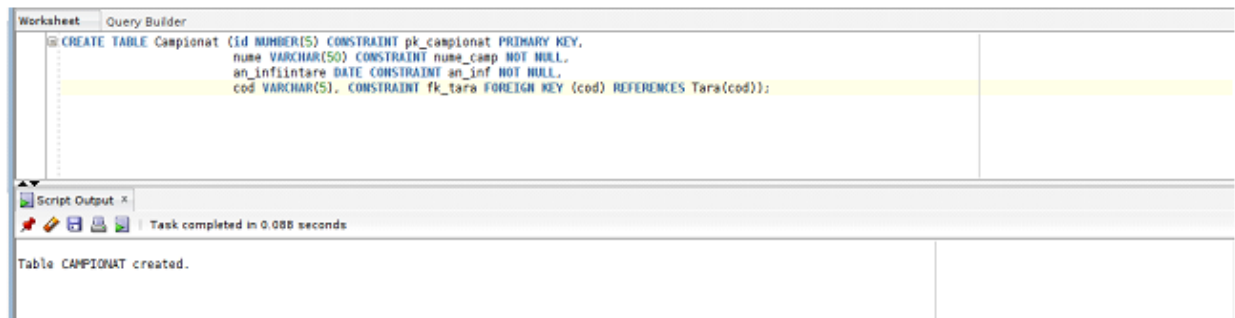 Worksheet Query Builder
CREATE TABLE Campionat (id NUMBER(5) CONSTRAINT pk_campionat PRIMARY KEY,
nume VARCHAR(50) CONSTRAINT nume_camp NOT NULL,
an_infiintare DATE CONSTRAINT an_inf NOT NULL,
cod VARCHAR(5), CONSTRAINT fk_tara FOREIGN KEY (cod) REFERENCES Tara(cod));
Script Output ×
Task completed in 0.088 seconds
Table CAMPIONAT created.